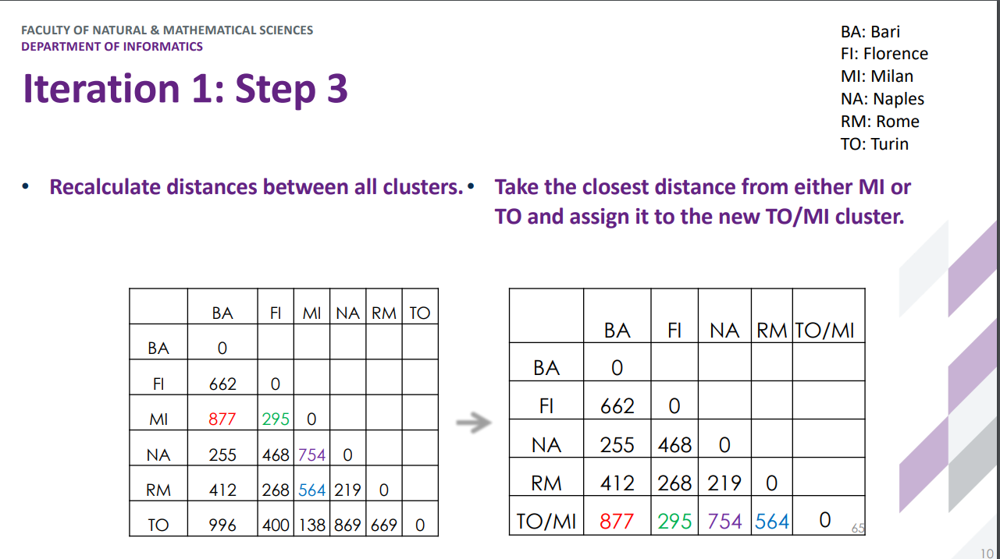 FACULTY OF NATURAL & MATHEMATICAL SCIENCES
DEPARTMENT OF INFORMATICS
Iteration 1: Step 3
BA: Bari
FI: Florence
MI: Milan
NA: Naples
RM: Rome
TO: Turin
• Recalculate distances between all clusters.
• Take the closest distance from either MI or
TO and assign it to the new TO/MI cluster.
BA FI MI NA RM TO
BA 0
FI 662 0
MI 877 295 0
NA 255 468 754 0
RM 412 268 564 219 0
TO 996 400 138 869 669 0
BA FI NA RM TO/MI
BA 0
FI 662 0
NA 255 468 0
RM 412 268 219 0
TO/MI 877 295 754 564 0
65
10